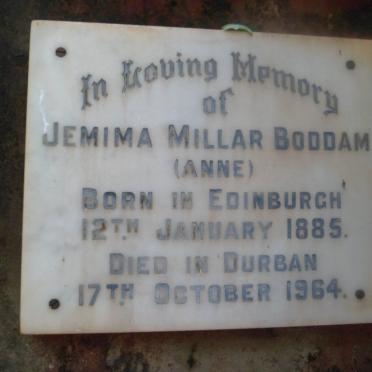 In Loving Memory
of
JEMIMA MILLAR BODDAM
(ANNE)
BORN IN EDINBURGH
12TH JANUARY 1885.
DIED IN DURBAN
17TH OCTOBER 1964.